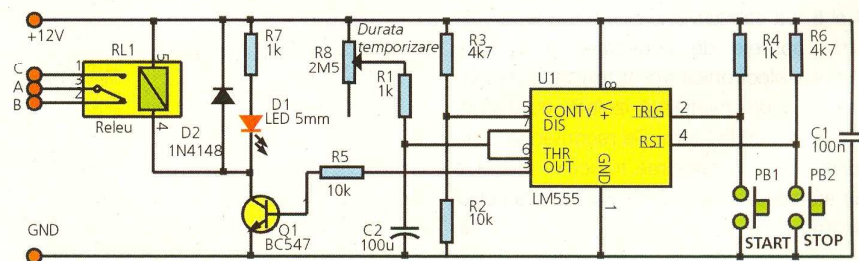 +12V
RL1
C
A
B
1
3
2
5
4
Releu
D2
1N4148
R7
1k
D1
LED 5mm
Durata
temporizare
R8
2M5
R1
1k
R5
10k
Q1
BC547
C2
100u
R3
4k7
R2
10k
U1
5
7
6
3
CONTV
DIS
THR
OUT
8
V+
GND
1
TRIG
RST
2
4
LM555
R4
1k
R6
4k7
C1
100n
PB1
PB2
START
STOP
GND